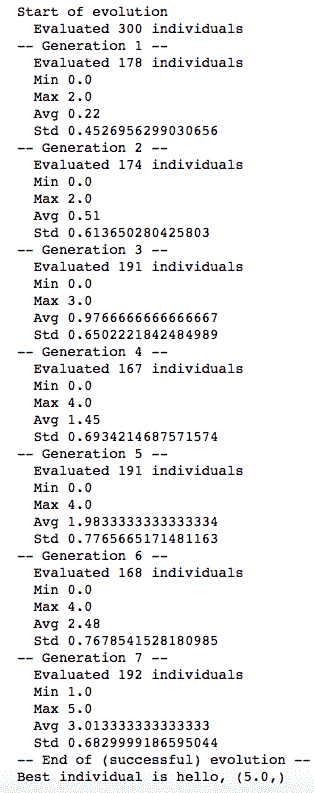 Start of evolution
  Evaluated 300 individuals
-- Generation 1 --
  Evaluated 178 individuals
  Min 0.0
  Max 2.0
  Avg 0.22
  Std 0.4526956299030656
-- Generation 2 --
  Evaluated 174 individuals
  Min 0.0
  Max 2.0
  Avg 0.51
  Std 0.613650280425803
-- Generation 3 --
  Evaluated 191 individuals
  Min 0.0
  Max 3.0
  Avg 0.9766666666666667
  Std 0.6502221842484989
-- Generation 4 --
  Evaluated 167 individuals
  Min 0.0
  Max 4.0
  Avg 1.45
  Std 0.6934214687571574
-- Generation 5 --
  Evaluated 191 individuals
  Min 0.0
  Max 4.0
  Avg 1.9833333333333334
  Std 0.7765665171481163
-- Generation 6 --
  Evaluated 168 individuals
  Min 0.0
  Max 4.0
  Avg 2.48
  Std 0.7678541528180985
-- Generation 7 --
  Evaluated 192 individuals
  Min 1.0
  Max 5.0
  Avg 3.013333333333333
  Std 0.6829999186595044
-- End of (successful) evolution --
Best individual is hello, (5.0,)